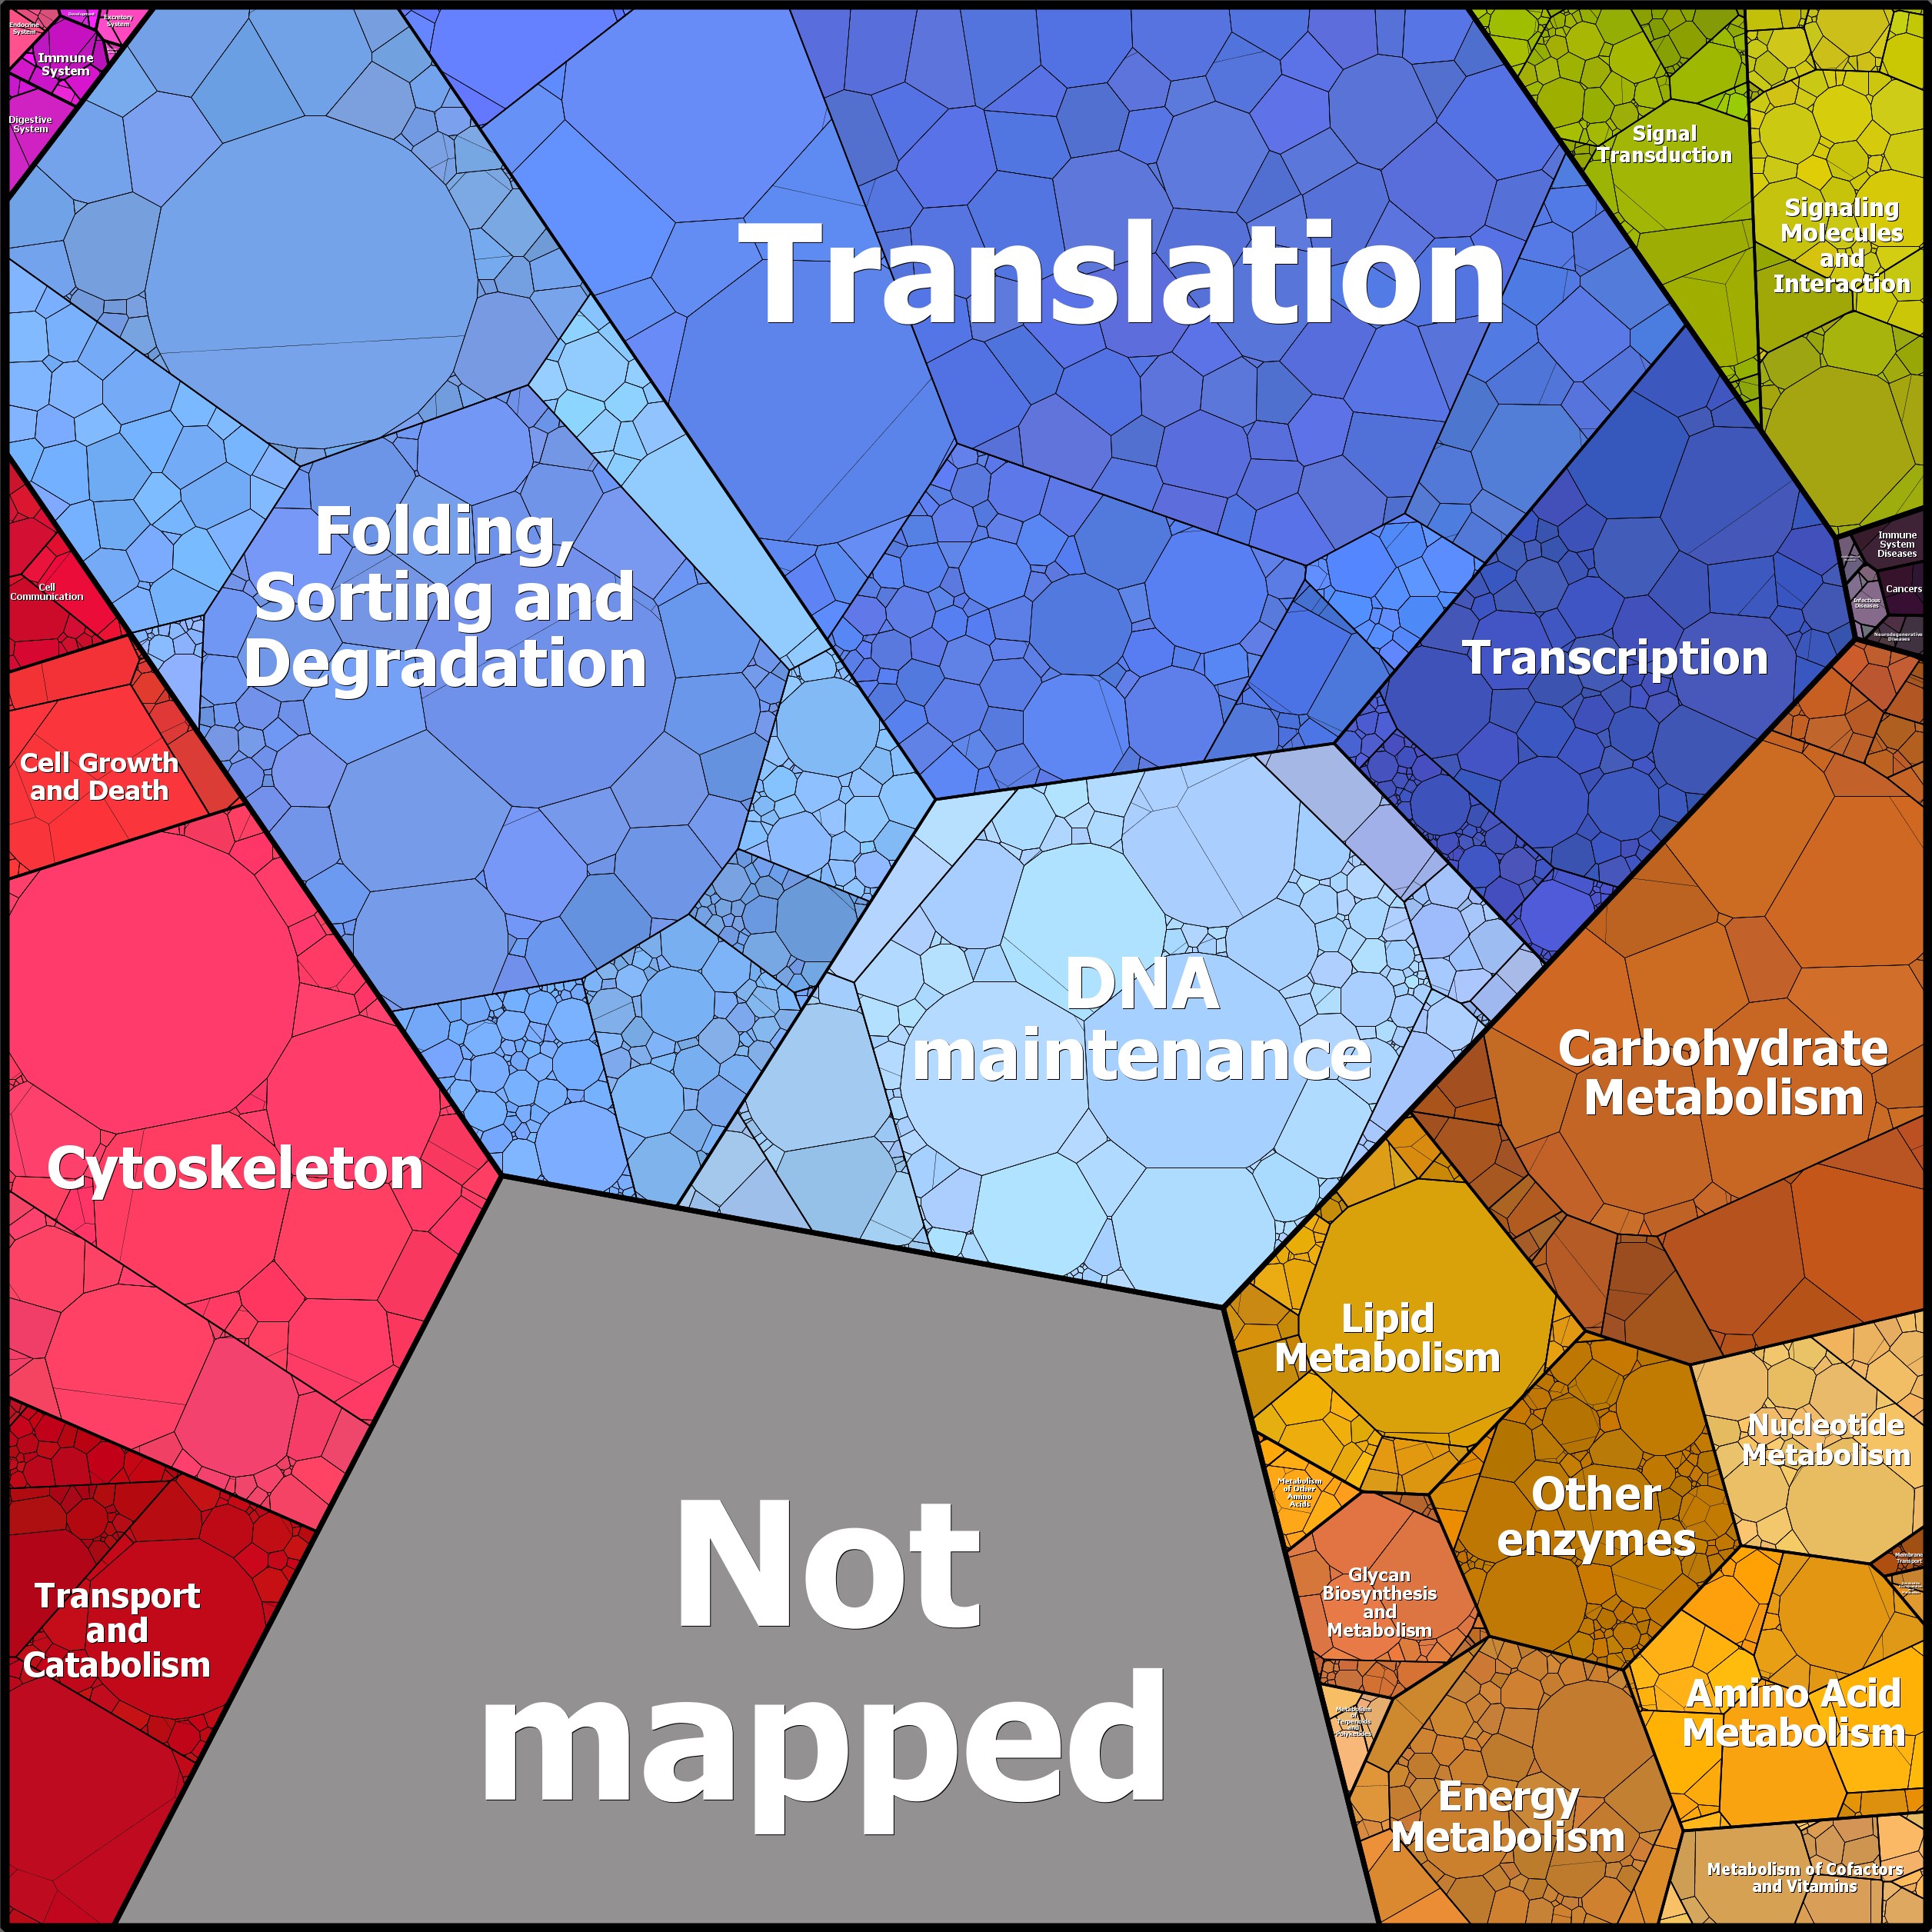 Endocrine
System
Excretory
System
Immune
System
Digestive
System
Translation
Signal
Transduction
Signaling
Molecules
and
Interaction
Folding,
Sorting and
Degradation
Cell
Communication
Immune
System
Diseases
Cancers
Infectious
Diseases
Neurodegenerative
Diseases
Transcription
Cell Growth
and Death
DNA
maintenance
Carbohydrate
Metabolism
Cytoskeleton
Lipid
Metabolism
Nucleotide
Metabolism
Metabolism
of Other
Amino
Acids
Other
enzymes
Not
mapped
Membrane
Transport
Glycan
Biosynthesis
and
Metabolism
Transport
and
Catabolism
Amino Acid
Metabolism
Metabolism
of
Terpenoids
and
Polyketides
Energy
Metabolism
Metabolism of Cofactors
and Vitamins